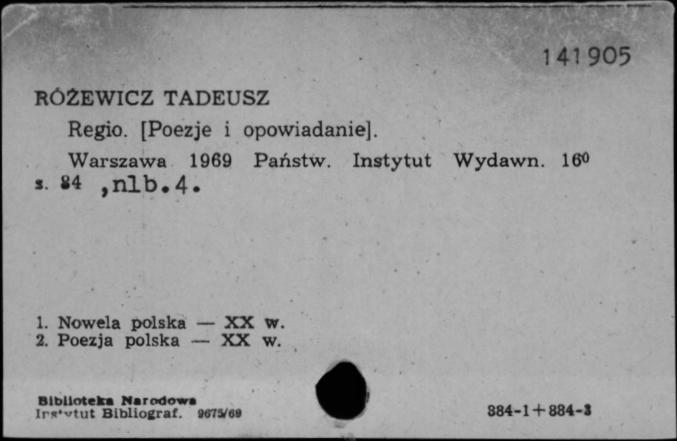 141905
RÓŻEWICZ TADEUSZ
Regio. [Poezje i opowiadanie].
Warszawa 1969 Państw. Instytut Wydawn. 16⁰
s. 84 ,nlb.4.
1. Nowela polska — XX w.
2. Poezja polska — XX w.
Biblioteka Narodowa
Instytut Bibliograf. 9675/69
884-1+884-3